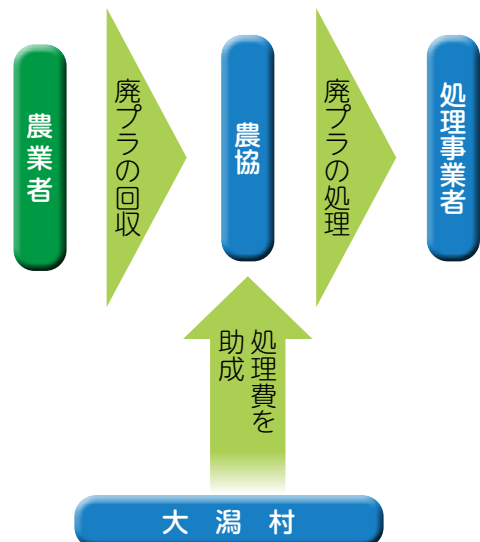 農業者
廃プラの回収
農協
廃プラの処理
処理事業者
処理費を
助成
大潟村